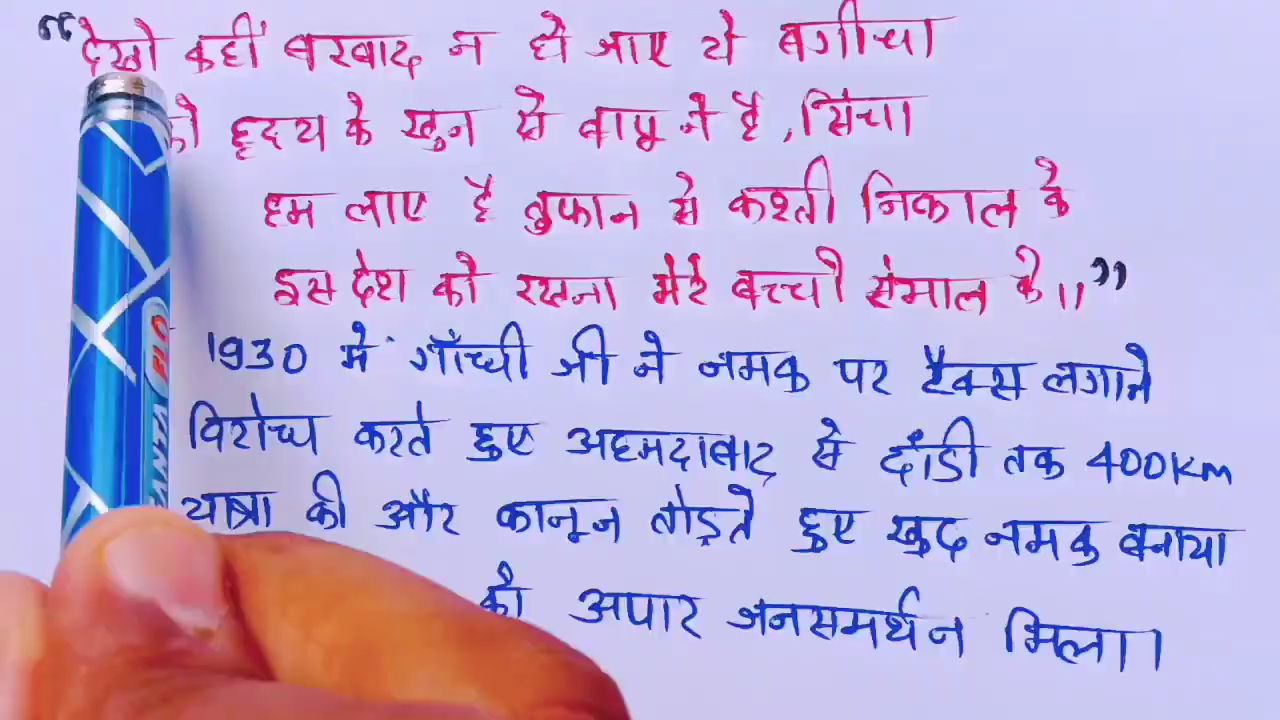 “देखो कहीं बरबाद न हो जाए ये बगीचा
को हृदय के खुन से बापू ने है, सिंचा
हम लाए है तुफान से कश्ती निकाल के
इस देश को रखना मेरे बच्चो संभाल के।।”
1930 में गाँधी जी ने नमक पर टैक्स लगाने
विरोध करते हुए अहमदाबाद से दाँडी तक 400km
यात्रा की और कानून तोड़ते हुए खुद नमक बनाया
को अपार जनसमर्थन मिला।
FLO